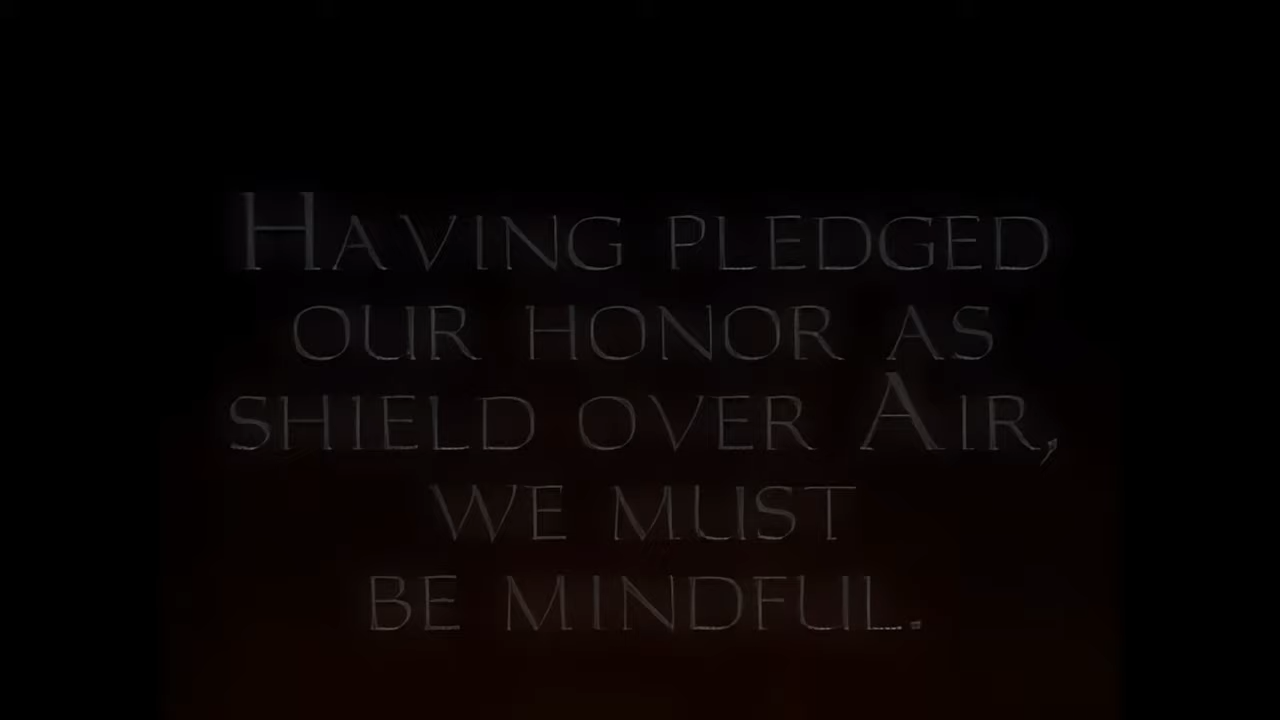 HAVING PLEDGED
OUR HONOR AS
SHIELD OVER AIR,
WE MUST
BE MINDFUL.